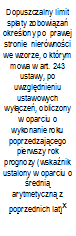 Dopuszczalny limit
spłaty zobowiązań
określony po prawej
stronie nierówności
we wzorze, o którym
mowa w art. 243
ustawy, po
uwzględnieniu
ustawowych
wyłączeń, obliczony
w oparciu o
wykonanie roku
poprzedzającego
pierwszy rok
prognozy (wskaźnik
ustalony w oparciu o
średnią
arytmetyczną z
poprzednich lat)x